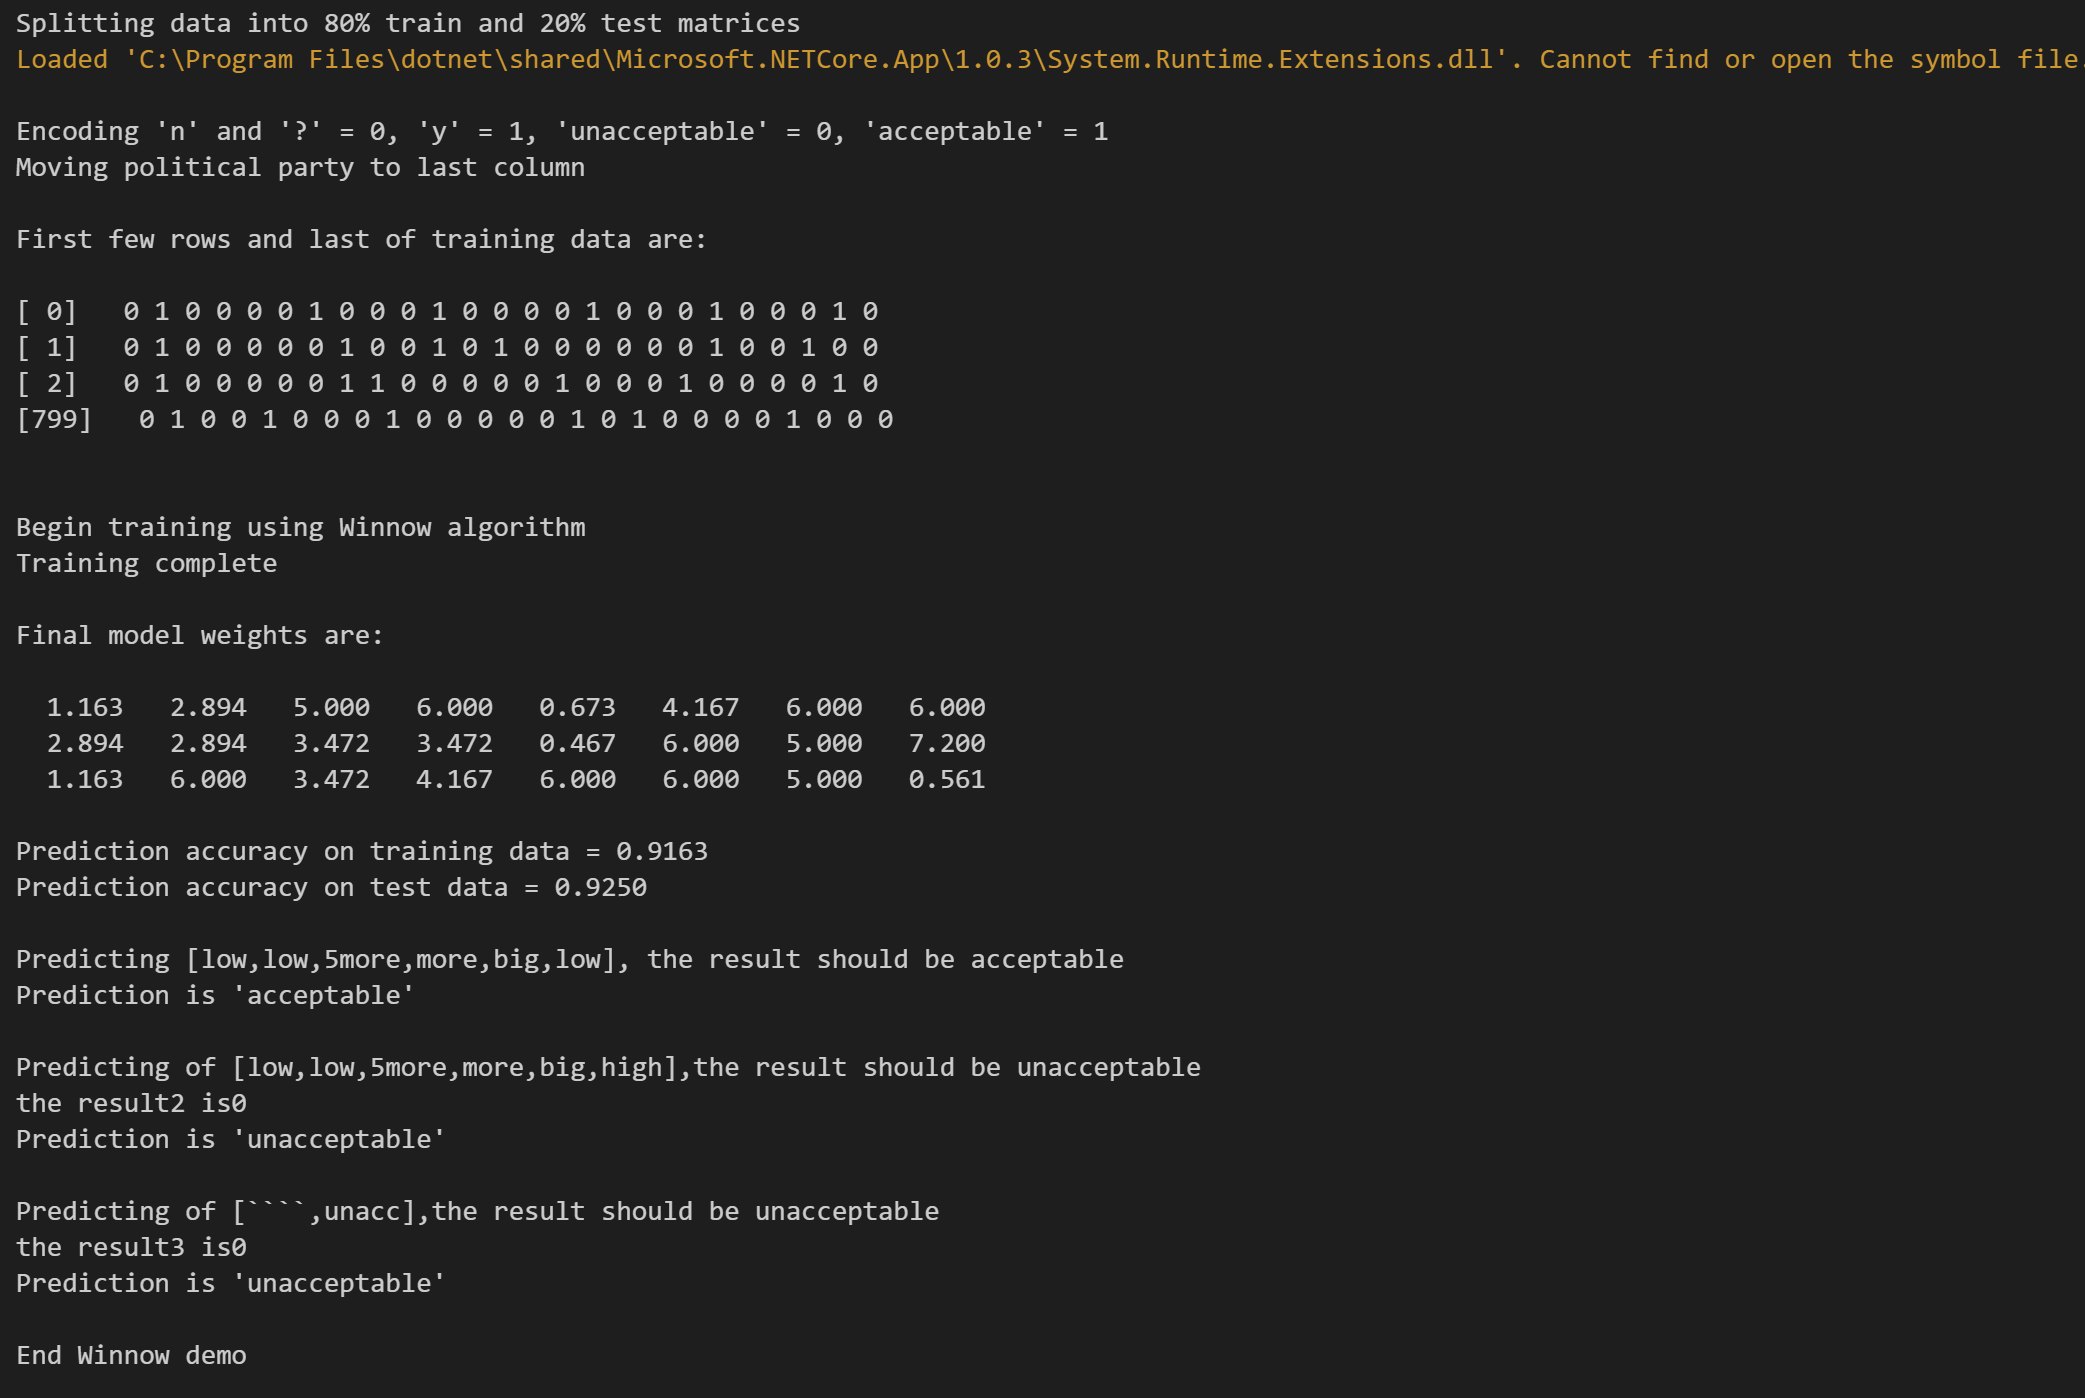 Splitting data into 80% train and 20% test matrices
Loaded 'C:\Program Files\dotnet\shared\Microsoft.NETCore.App\1.0.3\System.Runtime.Extensions.dll'. Cannot find or open the symbol file.
Encoding 'n' and '?' = 0, 'y' = 1, 'unacceptable' = 0, 'acceptable' = 1
Moving political party to last column
First few rows and last of training data are:
[ 0]   0 1 0 0 0 0 1 0 0 0 1 0 0 0 0 1 0 0 0 1 0 0 0 1 0
[ 1]   0 1 0 0 0 0 0 1 0 0 1 0 1 0 0 0 0 0 0 1 0 0 1 0 0
[ 2]   0 1 0 0 0 0 0 1 1 0 0 0 0 0 1 0 0 0 1 0 0 0 0 1 0
[799]   0 1 0 0 1 0 0 0 1 0 0 0 0 0 1 0 1 0 0 0 0 1 0 0 0
Begin training using Winnow algorithm
Training complete
Final model weights are:
1.163   2.894   5.000   6.000   0.673   4.167   6.000   6.000
2.894   2.894   3.472   3.472   0.467   6.000   5.000   7.200
1.163   6.000   3.472   4.167   6.000   6.000   5.000   0.561
Prediction accuracy on training data = 0.9163
Prediction accuracy on test data = 0.9250
Predicting [low,low,5more,more,big,low], the result should be acceptable
Prediction is 'acceptable'
Predicting of [low,low,5more,more,big,high],the result should be unacceptable
the result2 is0
Prediction is 'unacceptable'
Predicting of [````,unacc],the result should be unacceptable
the result3 is0
Prediction is 'unacceptable'
End Winnow demo